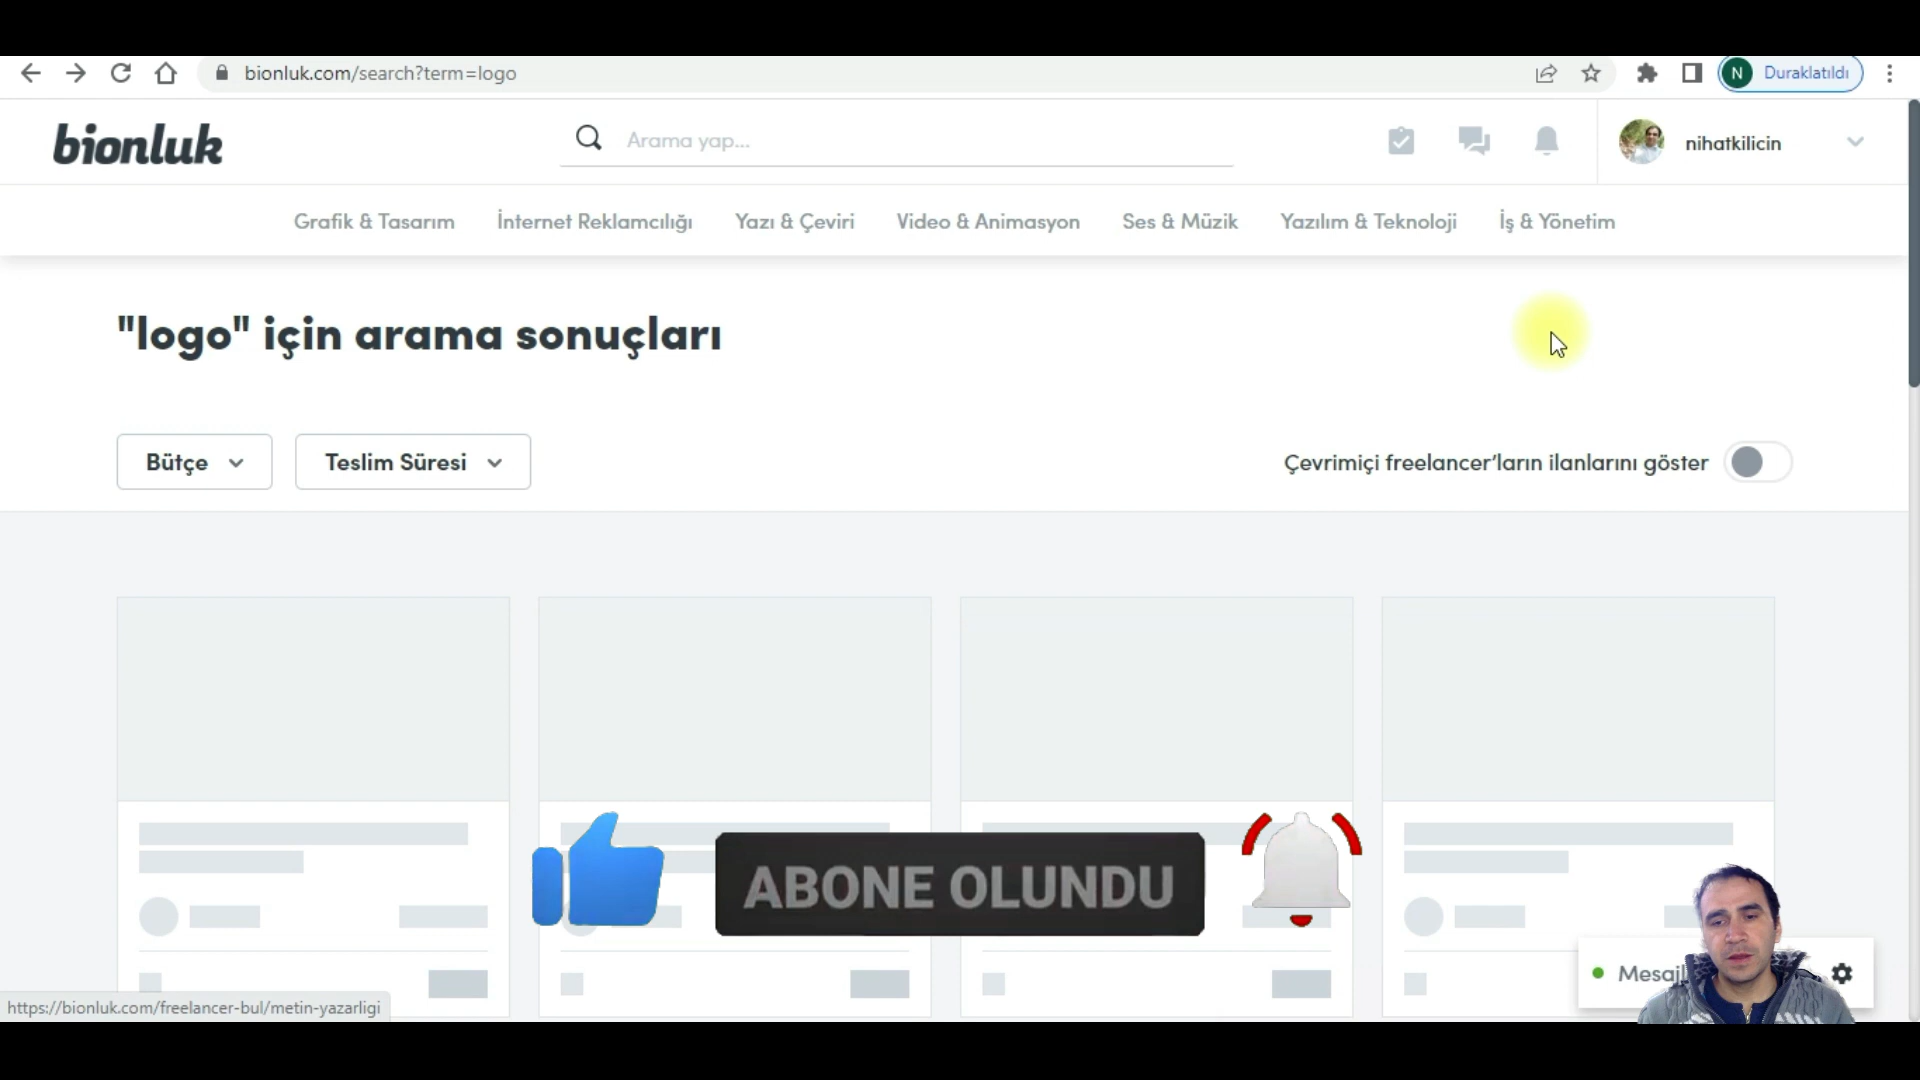 bionluk.com/search?term=logo
N
Duraklatıldı
bionluk
Arama yap...
nihatkilicin
Grafik & Tasarım
İnternet Reklamcılığı
Yazı & Çeviri
Video & Animasyon
Ses & Müzik
Yazılım & Teknoloji
İş & Yönetim
"logo" için arama sonuçları
Bütçe
Teslim Süresi
Çevrimiçi freelancer'ların ilanlarını göster
ABONE OLUNDU
https://bionluk.com/freelancer-bul/metin-yazarligi